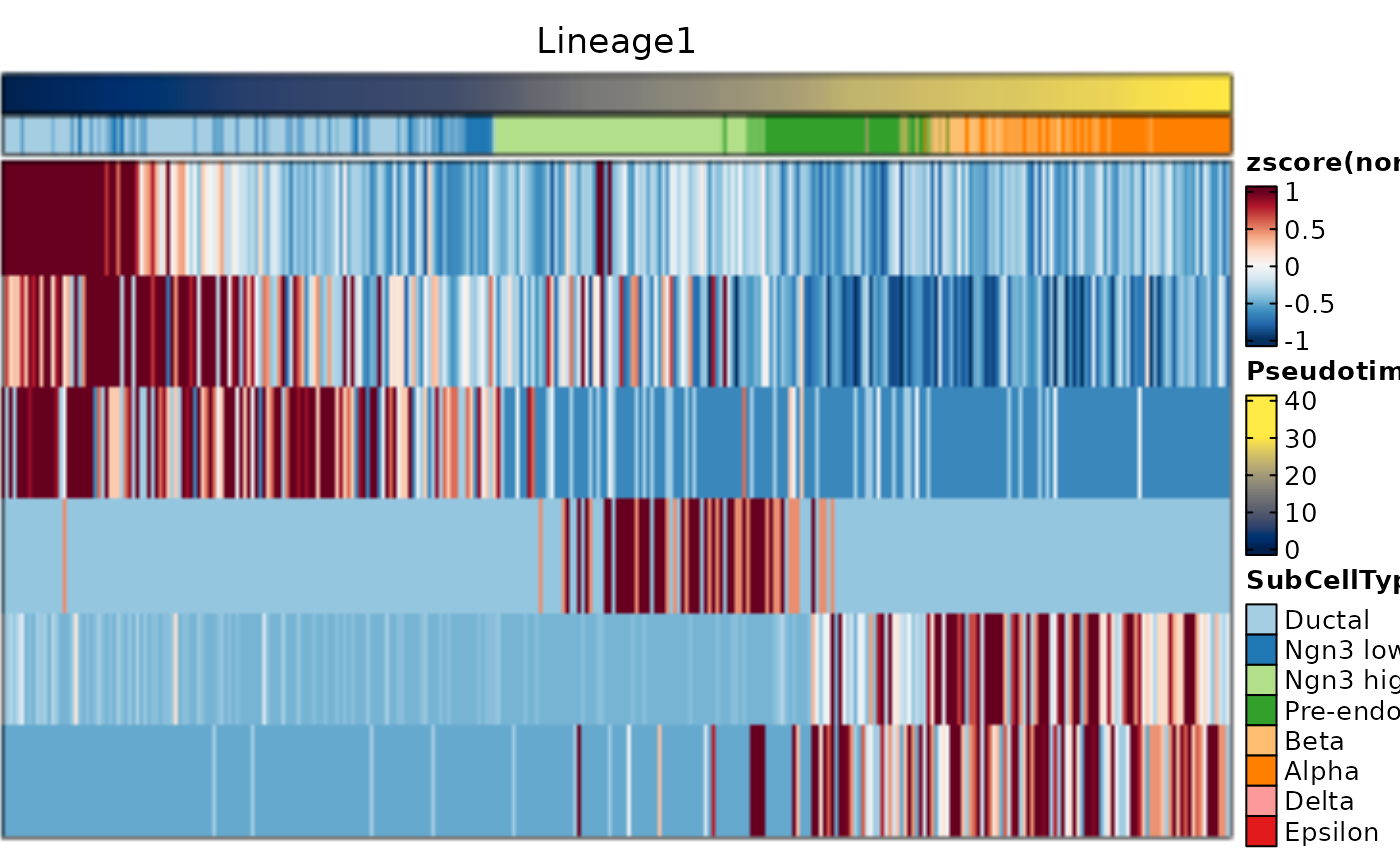 Lineage1
zscore(nor
1
0.5
0
-0.5
-1
Pseudotim
40
30
20
10
0
SubCellTyp
Ductal
Ngn3 low
Ngn3 hig
Pre-endo
Beta
Alpha
Delta
Epsilon